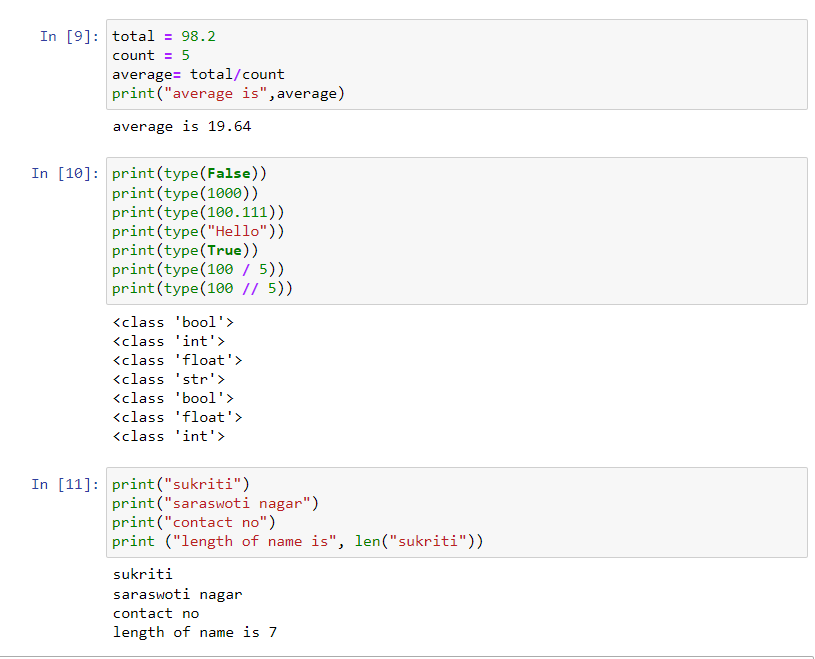 In [9]: total = 98.2
count = 5
average= total/count
print("average is",average)
average is 19.64
In [10]: print(type(False))
print(type(1000))
print(type(100.111))
print(type("Hello"))
print(type(True))
print(type(100 / 5))
print(type(100 // 5))
<class 'bool'>
<class 'int'>
<class 'float'>
<class 'str'>
<class 'bool'>
<class 'float'>
<class 'int'>
In [11]: print("sukriti")
print("saraswoti nagar")
print("contact no")
print ("length of name is", len("sukriti"))
sukriti
saraswoti nagar
contact no
length of name is 7